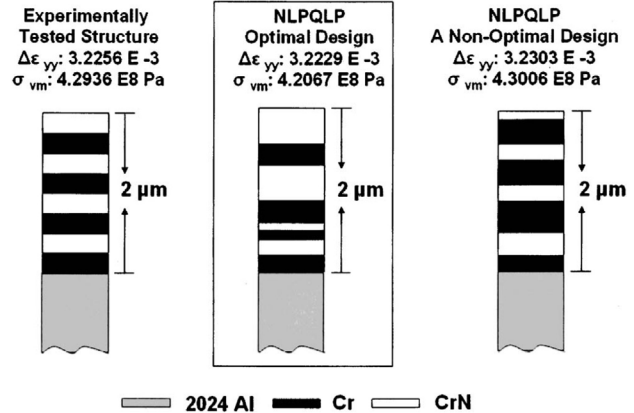 Experimentally
Tested Structure
Δε yy: 3.2256 E -3
σ vm: 4.2936 E8 Pa
2 µm
NLPQLP
Optimal Design
Δε yy: 3.2229 E -3
σ vm: 4.2067 E8 Pa
2 µm
NLPQLP
A Non-Optimal Design
Δε yy: 3.2303 E -3
σ vm: 4.3006 E8 Pa
2 µm
2024 Al
Cr
CrN